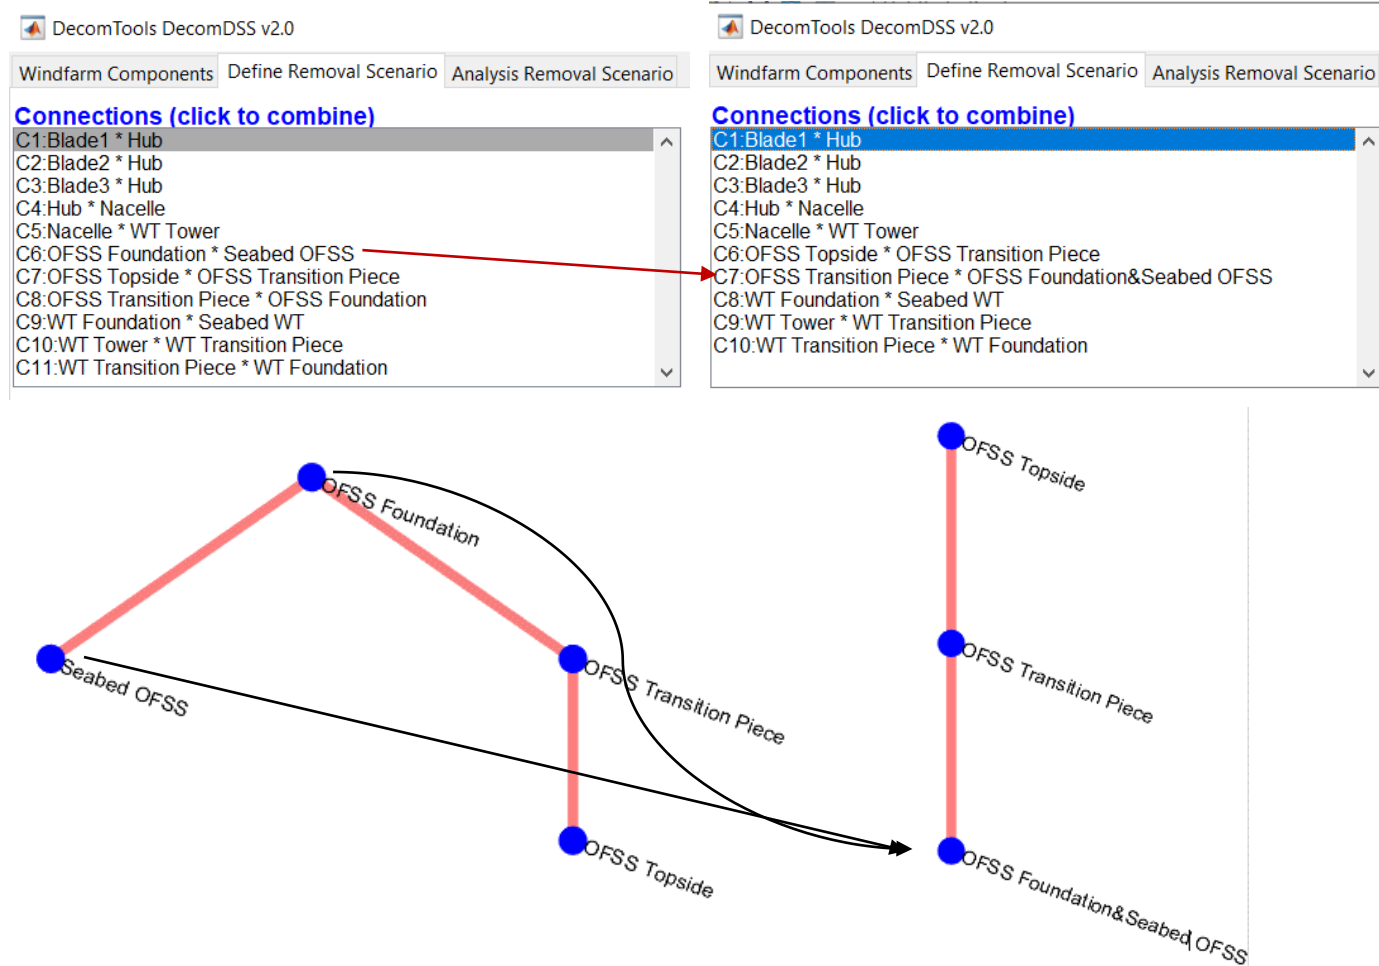 DecomTools DecomDSS v2.0
Windfarm Components Define Removal Scenario Analysis Removal Scenario
Connections (click to combine)
C1:Blade1 * Hub
C2:Blade2 * Hub
C3:Blade3 * Hub
C4:Hub * Nacelle
C5:Nacelle * WT Tower
C6:OFSS Foundation * Seabed OFSS
C7:OFSS Topside * OFSS Transition Piece
C8:OFSS Transition Piece * OFSS Foundation
C9:WT Foundation * Seabed WT
C10:WT Tower * WT Transition Piece
C11:WT Transition Piece * WT Foundation
DecomTools DecomDSS v2.0
Windfarm Components Define Removal Scenario Analysis Removal Scenario
Connections (click to combine)
C1:Blade1 * Hub
C2:Blade2 * Hub
C3:Blade3 * Hub
C4:Hub * Nacelle
C5:Nacelle * WT Tower
C6:OFSS Topside * OFSS Transition Piece
C7:OFSS Transition Piece * OFSS Foundation&Seabed OFSS
C8:WT Foundation * Seabed WT
C9:WT Tower * WT Transition Piece
C10:WT Transition Piece * WT Foundation
OFSS Foundation
Seabed OFSS
OFSS Transition Piece
OFSS Topside
OFSS Topside
OFSS Transition Piece
OFSS Foundation&Seabed OFSS